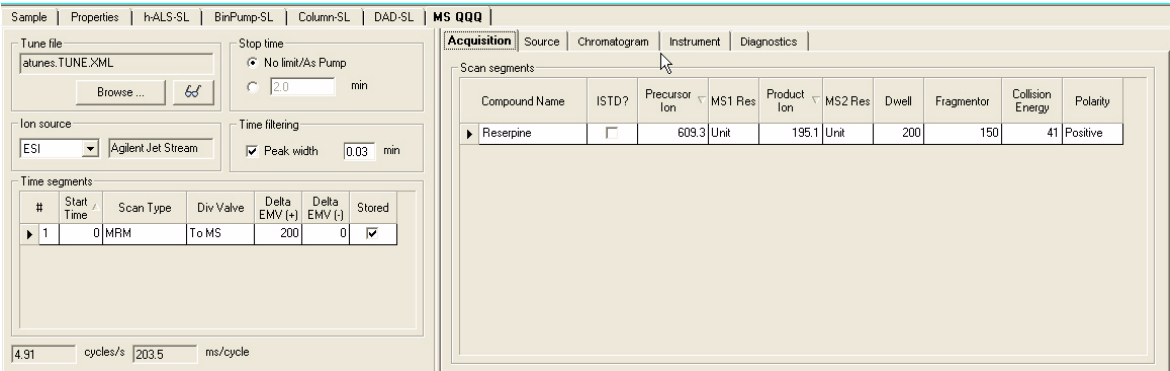 Sample Properties h-ALS-SL BinPump-SL Column-SL DAD-SL MS QQQ
Tune file
atunes.TUNE.XML
Browse ...
Stop time
No limit/As Pump
2.0 min
Ion source
ESI Agilent Jet Stream
Time filtering
Peak width 0.03 min
Time segments
# Start Time Scan Type Div Valve Delta EMV (+) Delta EMV (-) Stored
1 0 MRM To MS 200 0
4.91 cycles/s 203.5 ms/cycle
Acquisition Source Chromatogram Instrument Diagnostics
Scan segments
Compound Name ISTD? Precursor Ion MS1 Res Product Ion MS2 Res Dwell Fragmentor Collision Energy Polarity
Reserpine 609.3 Unit 195.1 Unit 200 150 41 Positive